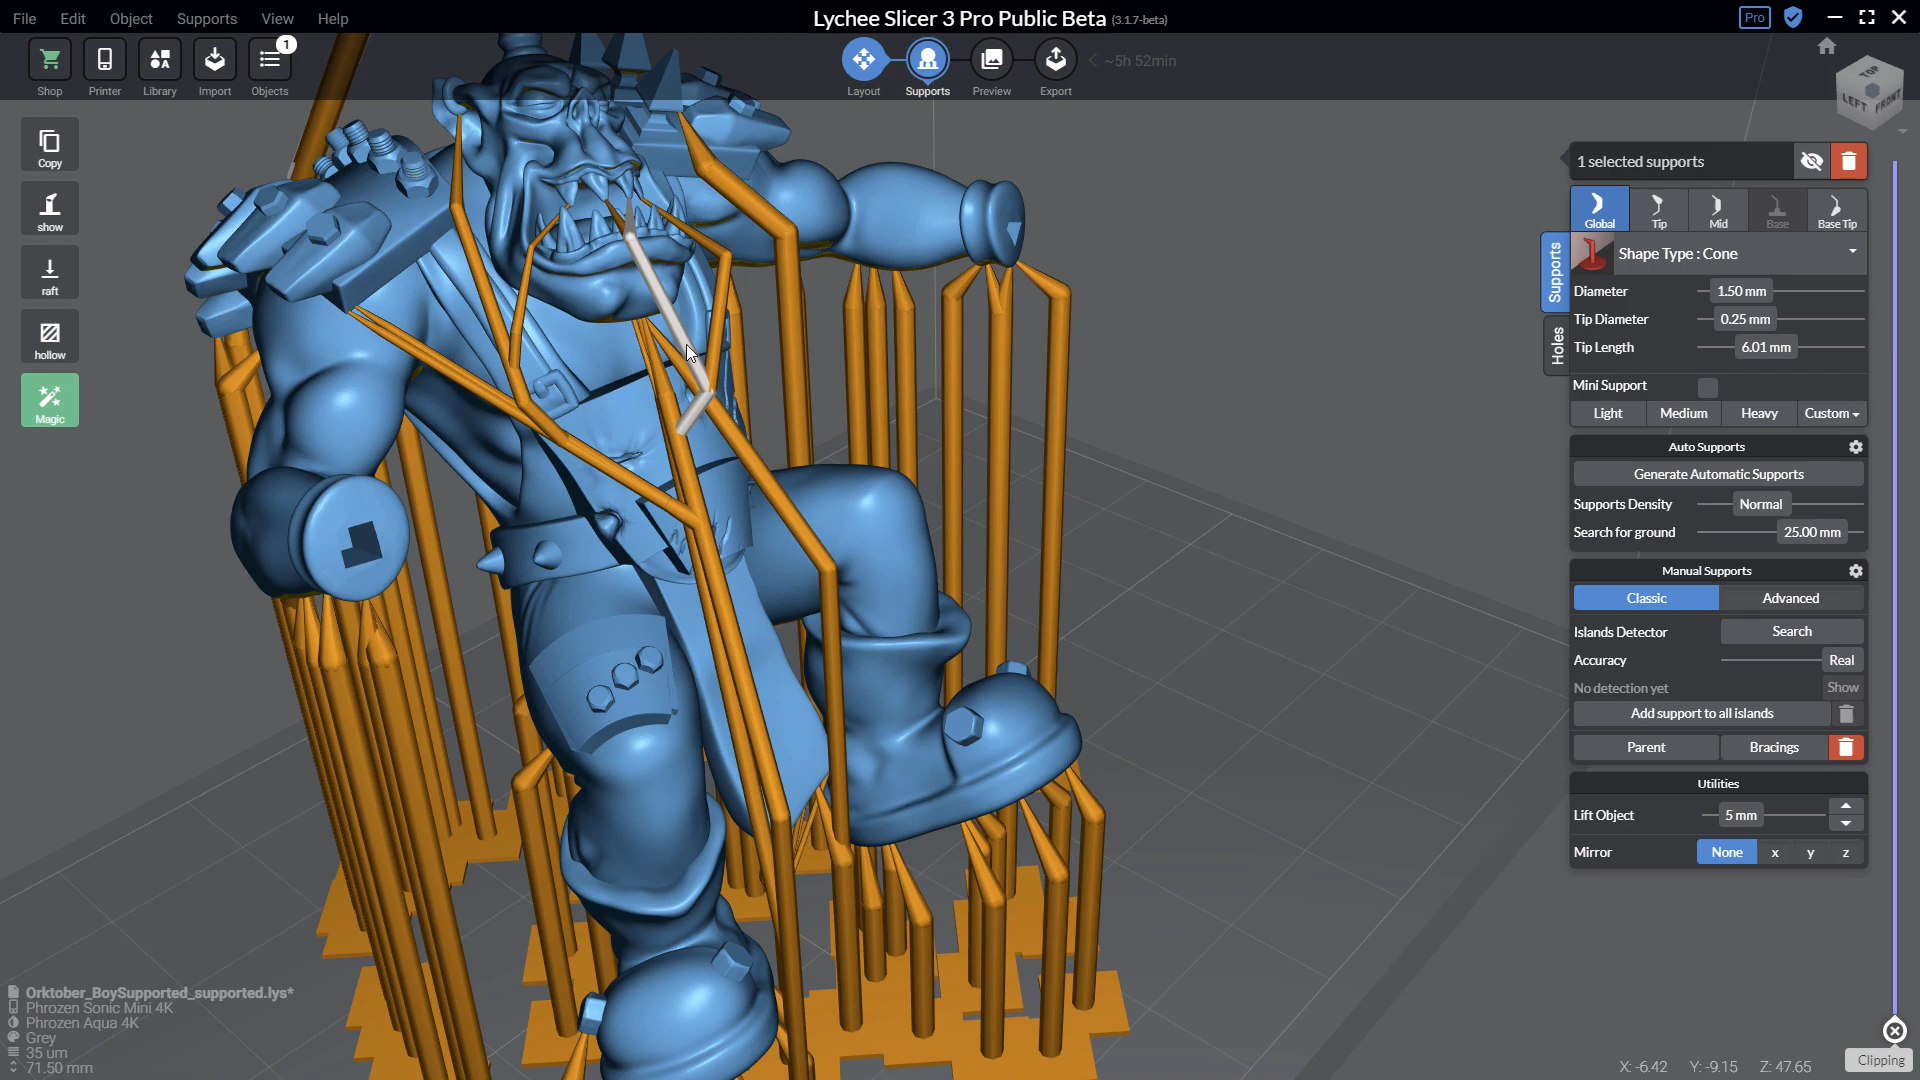 File Edit Object Supports View Help
Lychee Slicer 3 Pro Public Beta (3.1.7-beta)
Pro
1
Shop Printer Library Import Objects
Layout Supports Preview Export
~5h 52min
TOP
LEFT FRONT
Copy
show
raft
hollow
Magic
1 selected supports
Global Tip Mid Base Base Tip
Supports
Holes
Shape Type : Cone
Diameter 1.50 mm
Tip Diameter 0.25 mm
Tip Length 6.01 mm
Mini Support
Light Medium Heavy Custom
Auto Supports
Generate Automatic Supports
Supports Density Normal
Search for ground 25.00 mm
Manual Supports
Classic Advanced
Islands Detector Search
Accuracy Real
No detection yet Show
Add support to all islands
Parent Bracings
Utilities
Lift Object 5 mm
Mirror None x y z
Orktober_BoySupported_supported.lys*
Phrozen Sonic Mini 4K
Phrozen Aqua 4K
Grey
35 um
71.50 mm
X: -6.42 Y: -9.15 Z: 47.65
Clipping